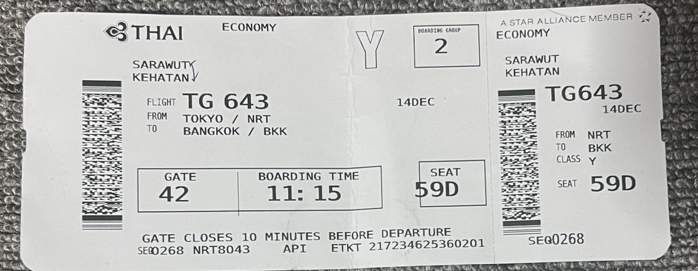 THAI
ECONOMY
Y
BOARDING GROUP
2
SARAWUT
KEHATAN
FLIGHT TG 643
14DEC
FROM TOKYO / NRT
TO BANGKOK / BKK
GATE BOARDING TIME SEAT
42 11: 15 59D
GATE CLOSES 10 MINUTES BEFORE DEPARTURE
SEQ0268 NRT8043 API ETKT 217234625360201
A STAR ALLIANCE MEMBER
ECONOMY
SARAWUT
KEHATAN
TG643
14DEC
FROM NRT
TO BKK
CLASS Y
SEAT 59D
SEQ0268